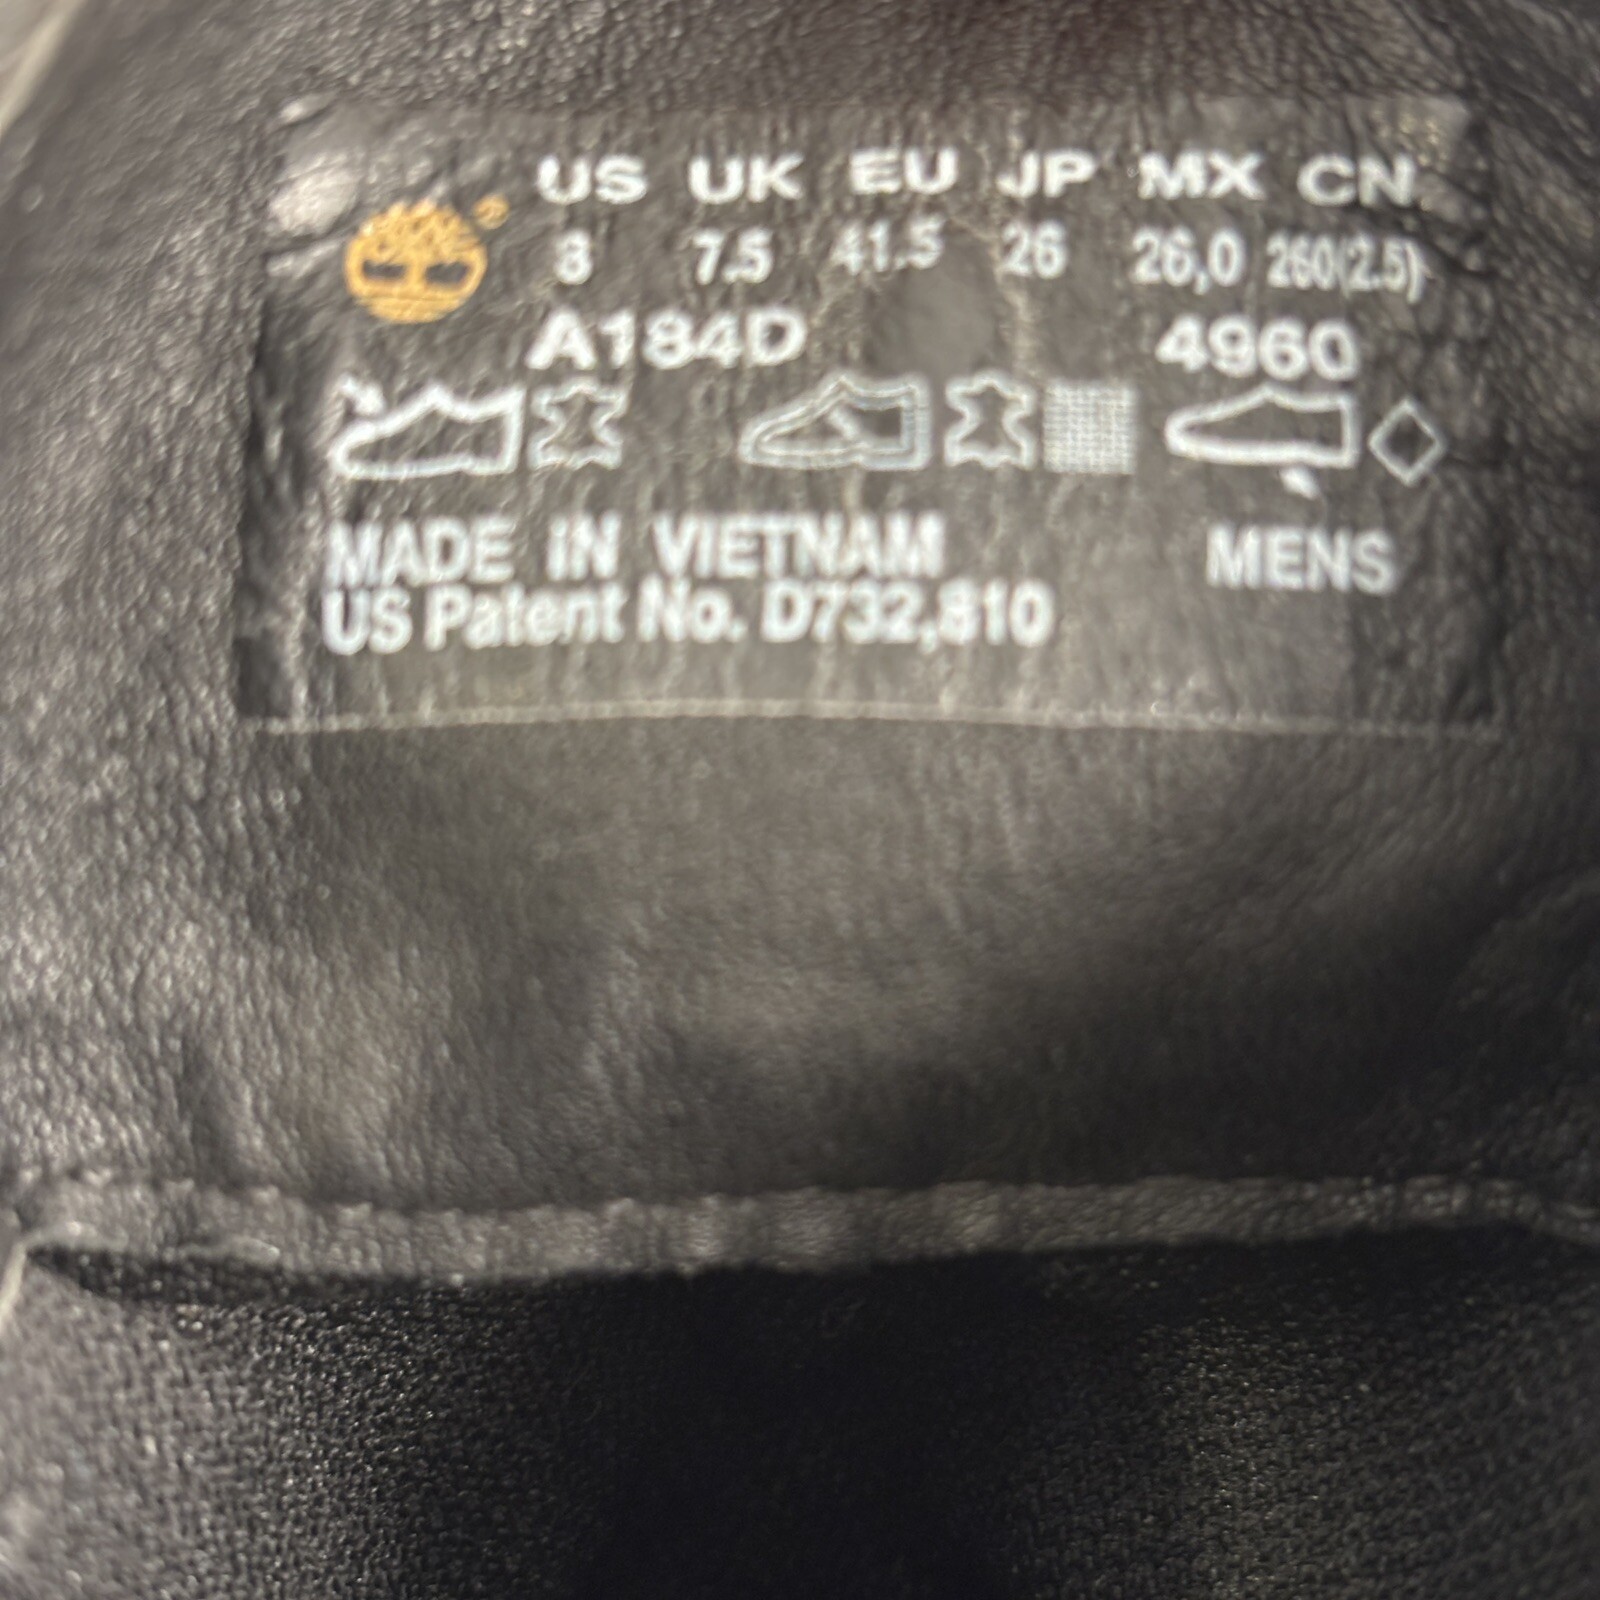 US UK EU JP MX CN
8 7.5 41.5 26 26,0 260(2.5)
A184D 4960
MADE IN VIETNAM MENS
US Patent No. D732,810